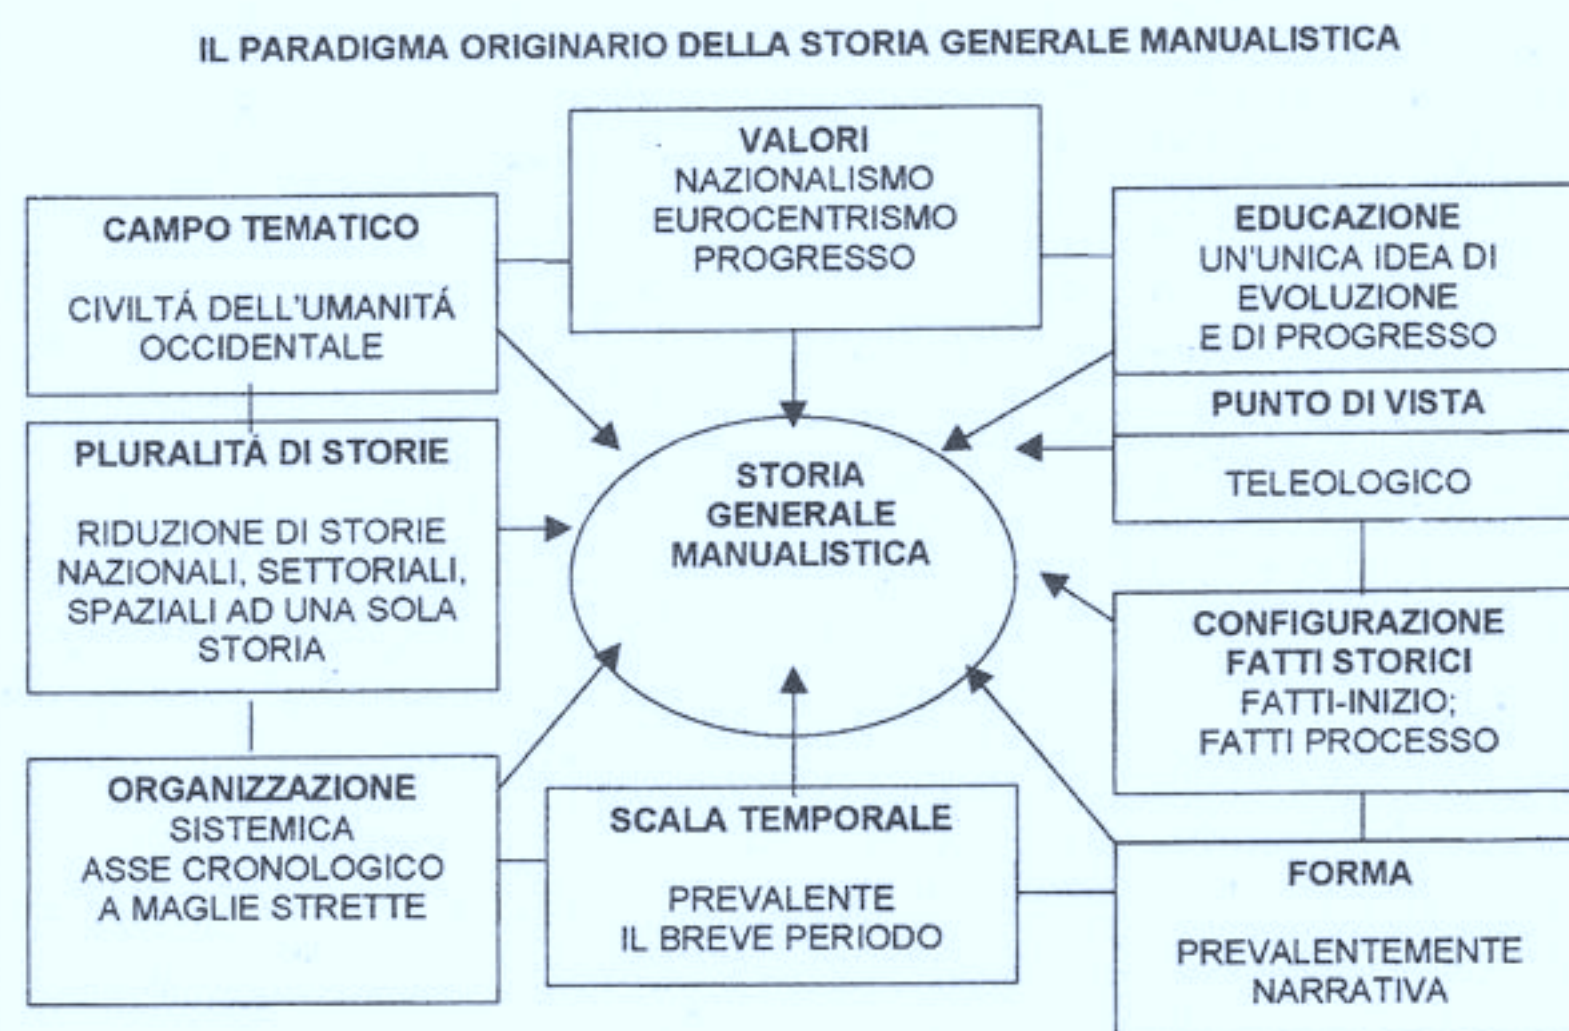 IL PARADIGMA ORIGINARIO DELLA STORIA GENERALE MANUALISTICA
VALORI
NAZIONALISMO
EUROCENTRISMO
PROGRESSO
CAMPO TEMATICO
CIVILTÁ DELL'UMANITÁ
OCCIDENTALE
EDUCAZIONE
UN'UNICA IDEA DI
EVOLUZIONE
E DI PROGRESSO
PUNTO DI VISTA
TELEOLOGICO
PLURALITÁ DI STORIE
RIDUZIONE DI STORIE
NAZIONALI, SETTORIALI,
SPAZIALI AD UNA SOLA
STORIA
STORIA
GENERALE
MANUALISTICA
CONFIGURAZIONE
FATTI STORICI
FATTI-INIZIO;
FATTI PROCESSO
ORGANIZZAZIONE
SISTEMICA
ASSE CRONOLOGICO
A MAGLIE STRETTE
SCALA TEMPORALE
PREVALENTE
IL BREVE PERIODO
FORMA
PREVALENTEMENTE
NARRATIVA